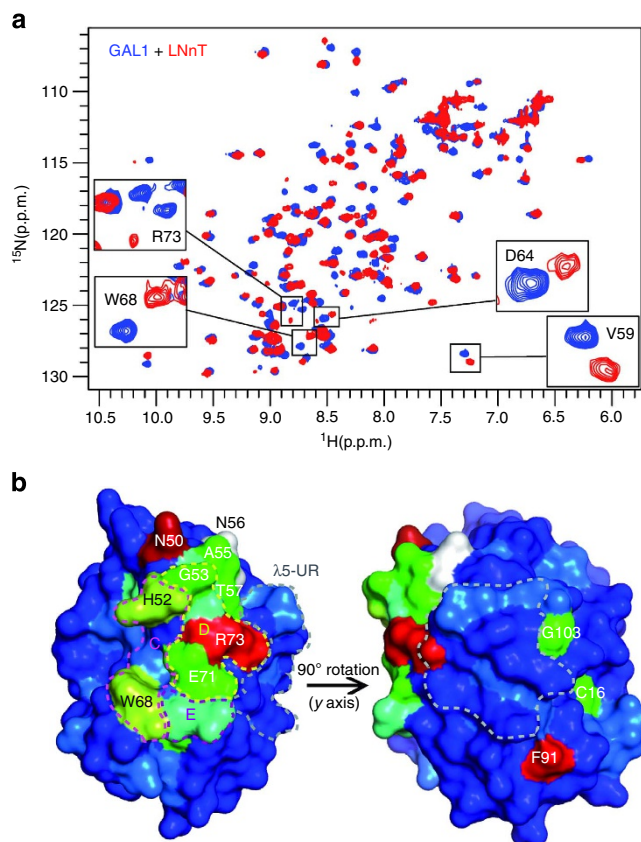 a
GAL1 + LNnT
110
115
120
125
130
¹⁵N(p.p.m.)
R73
W68
D64
V59
10.5 10.0 9.5 9.0 8.5 8.0 7.5 7.0 6.5 6.0
¹H(p.p.m.)
b
N50
N56
A55
G53
λ5-UR
H52
T57
C
D
R73
E71
W68
E
90° rotation
(y axis)
G103
C16
F91